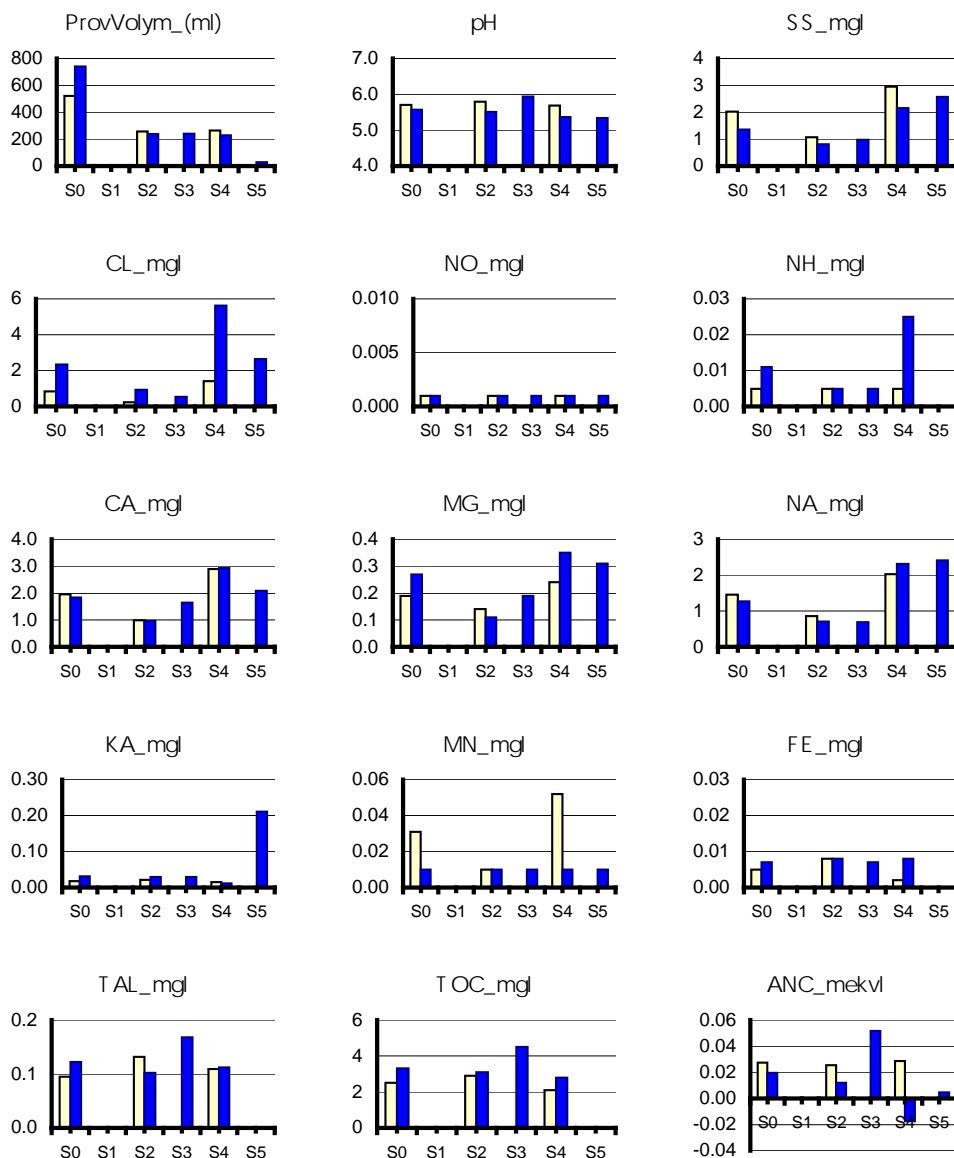 ProvVolym_(ml)
800
600
400
200
0
S0 S1 S2 S3 S4 S5
pH
7.0
6.0
5.0
4.0
S0 S1 S2 S3 S4 S5
SS_mgl
4
3
2
1
0
S0 S1 S2 S3 S4 S5
CL_mgl
6
4
2
0
S0 S1 S2 S3 S4 S5
NO_mgl
0.010
0.005
0.000
S0 S1 S2 S3 S4 S5
NH_mgl
0.03
0.02
0.01
0.00
S0 S1 S2 S3 S4 S5
CA_mgl
4.0
3.0
2.0
1.0
0.0
S0 S1 S2 S3 S4 S5
MG_mgl
0.4
0.3
0.2
0.1
0.0
S0 S1 S2 S3 S4 S5
NA_mgl
3
2
1
0
S0 S1 S2 S3 S4 S5
KA_mgl
0.30
0.20
0.10
0.00
S0 S1 S2 S3 S4 S5
MN_mgl
0.06
0.04
0.02
0.00
S0 S1 S2 S3 S4 S5
FE_mgl
0.03
0.02
0.01
0.00
S0 S1 S2 S3 S4 S5
TAL_mgl
0.2
0.1
0.0
S0 S1 S2 S3 S4 S5
TOC_mgl
6
4
2
0
S0 S1 S2 S3 S4 S5
ANC_mekvl
0.06
0.04
0.02
0.00
-0.02
-0.04
S0 S1 S2 S3 S4 S5